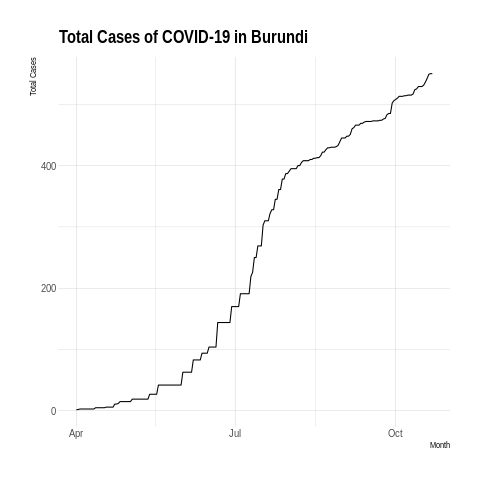 Total Cases of COVID-19 in Burundi
Total Cases
400
200
0
Apr
Jul
Oct
Month